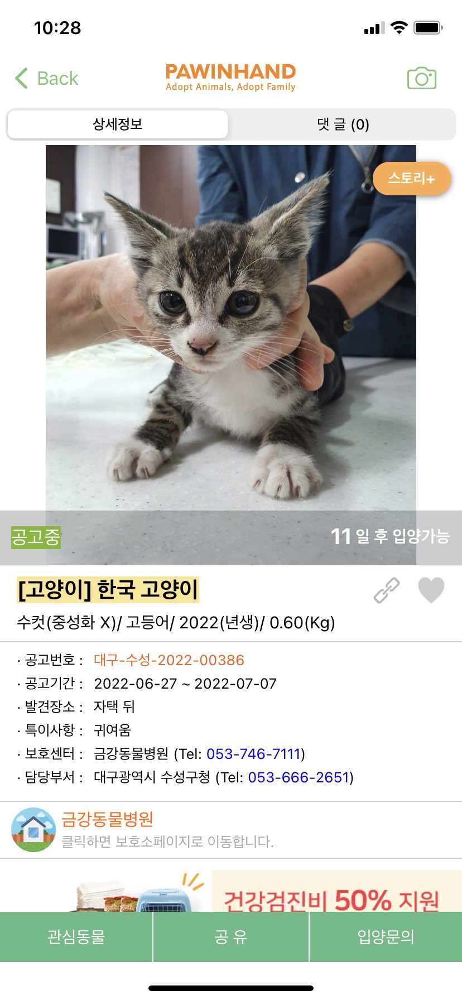 10:28
Back
PAWINHAND
Adopt Animals, Adopt Family
상세정보
댓 글 (0)
스토리+
공고중
11 일 후 입양가능
[고양이] 한국 고양이
수컷(중성화 X)/ 고등어/ 2022(년생)/ 0.60(Kg)
· 공고번호 : 대구-수성-2022-00386
· 공고기간 : 2022-06-27 ~ 2022-07-07
· 발견장소 : 자택 뒤
· 특이사항 : 귀여움
· 보호센터 : 금강동물병원 (Tel: 053-746-7111)
· 담당부서 : 대구광역시 수성구청 (Tel: 053-666-2651)
금강동물병원
클릭하면 보호소페이지로 이동합니다.
건강검진비 50% 지원
관심동물
공 유
입양문의